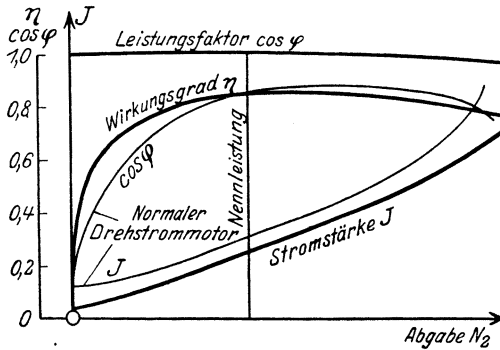 η
cos φ
J
Leistungsfaktor cos φ
1,0
0,8
0,6
0,4
0,2
0
Wirkungsgrad η
cos φ
Nennleistung
Normaler
Drehstrommotor
J
Stromstärke J
Abgabe N₂